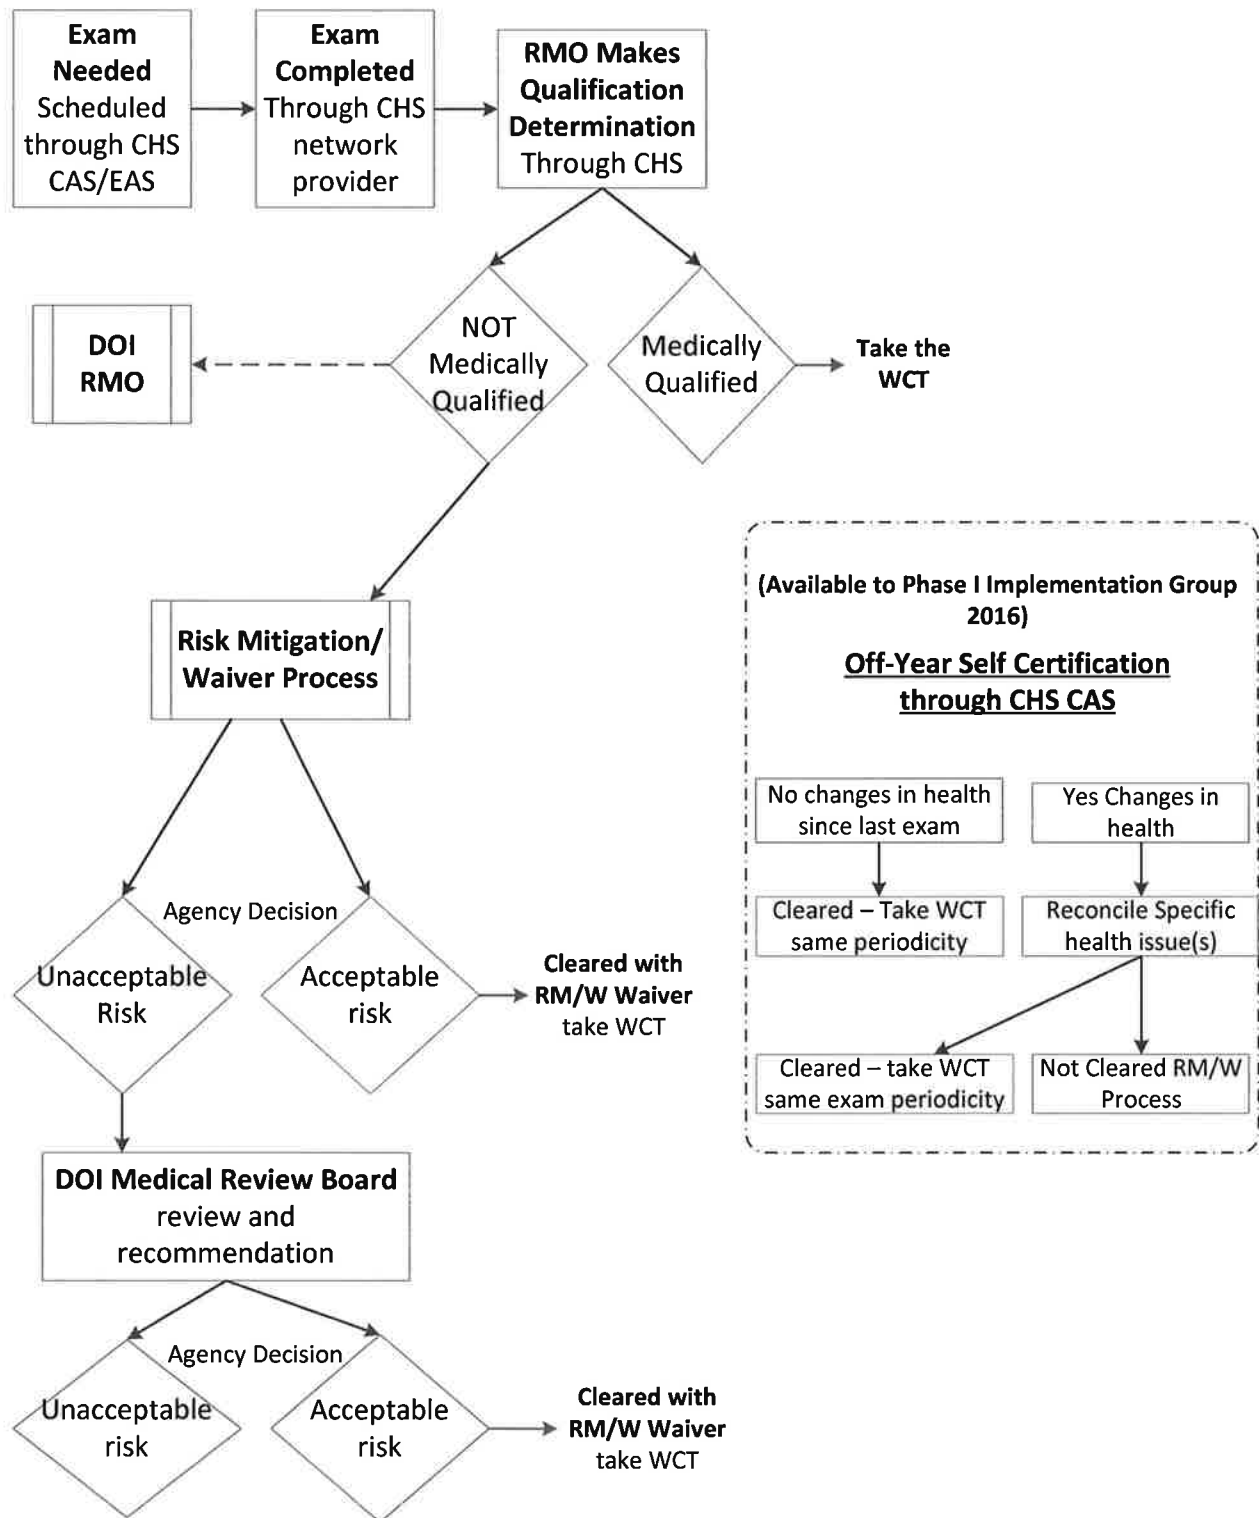 Exam
Needed
Scheduled
through CHS
CAS/EAS
Exam
Completed
Through CHS
network
provider
RMO Makes
Qualification
Determination
Through CHS
DOI
RMO
NOT
Medically
Qualified
Medically
Qualified
Take the
WCT
Risk Mitigation/
Waiver Process
(Available to Phase I Implementation Group
2016)
Off-Year Self Certification
through CHS CAS
No changes in health
since last exam
Yes Changes in
health
Cleared – Take WCT
same periodicity
Reconcile Specific
health issue(s)
Cleared – take WCT
same exam periodicity
Not Cleared RM/W
Process
Agency Decision
Unacceptable
Risk
Acceptable
risk
Cleared with
RM/W Waiver
take WCT
DOI Medical Review Board
review and
recommendation
Agency Decision
Unacceptable
risk
Acceptable
risk
Cleared with
RM/W Waiver
take WCT